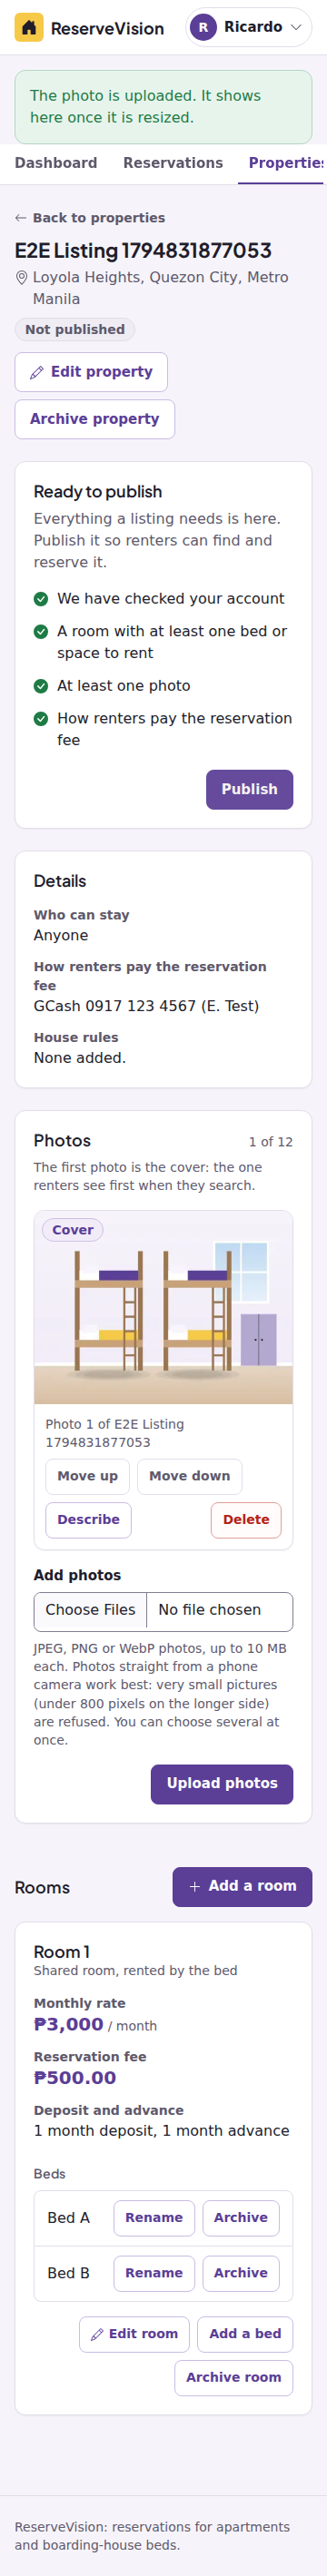 ReserveVision
R Ricardo
The photo is uploaded. It shows
here once it is resized.
Dashboard Reservations Properties
← Back to properties
E2E Listing 1794831877053
Loyola Heights, Quezon City, Metro
Manila
Not published
Edit property
Archive property
Ready to publish
Everything a listing needs is here.
Publish it so renters can find and
reserve it.
We have checked your account
A room with at least one bed or
space to rent
At least one photo
How renters pay the reservation
fee
Publish
Details
Who can stay
Anyone
How renters pay the reservation
fee
GCash 0917 123 4567 (E. Test)
House rules
None added.
Photos 1 of 12
The first photo is the cover: the one
renters see first when they search.
Cover
Photo 1 of E2E Listing
1794831877053
Move up Move down
Describe Delete
Add photos
Choose Files No file chosen
JPEG, PNG or WebP photos, up to 10 MB
each. Photos straight from a phone
camera work best: very small pictures
(under 800 pixels on the longer side)
are refused. You can choose several at
once.
Upload photos
Rooms + Add a room
Room 1
Shared room, rented by the bed
Monthly rate
₱3,000 / month
Reservation fee
₱500.00
Deposit and advance
1 month deposit, 1 month advance
Beds
Bed A Rename Archive
Bed B Rename Archive
Edit room Add a bed
Archive room
ReserveVision: reservations for apartments
and boarding-house beds.